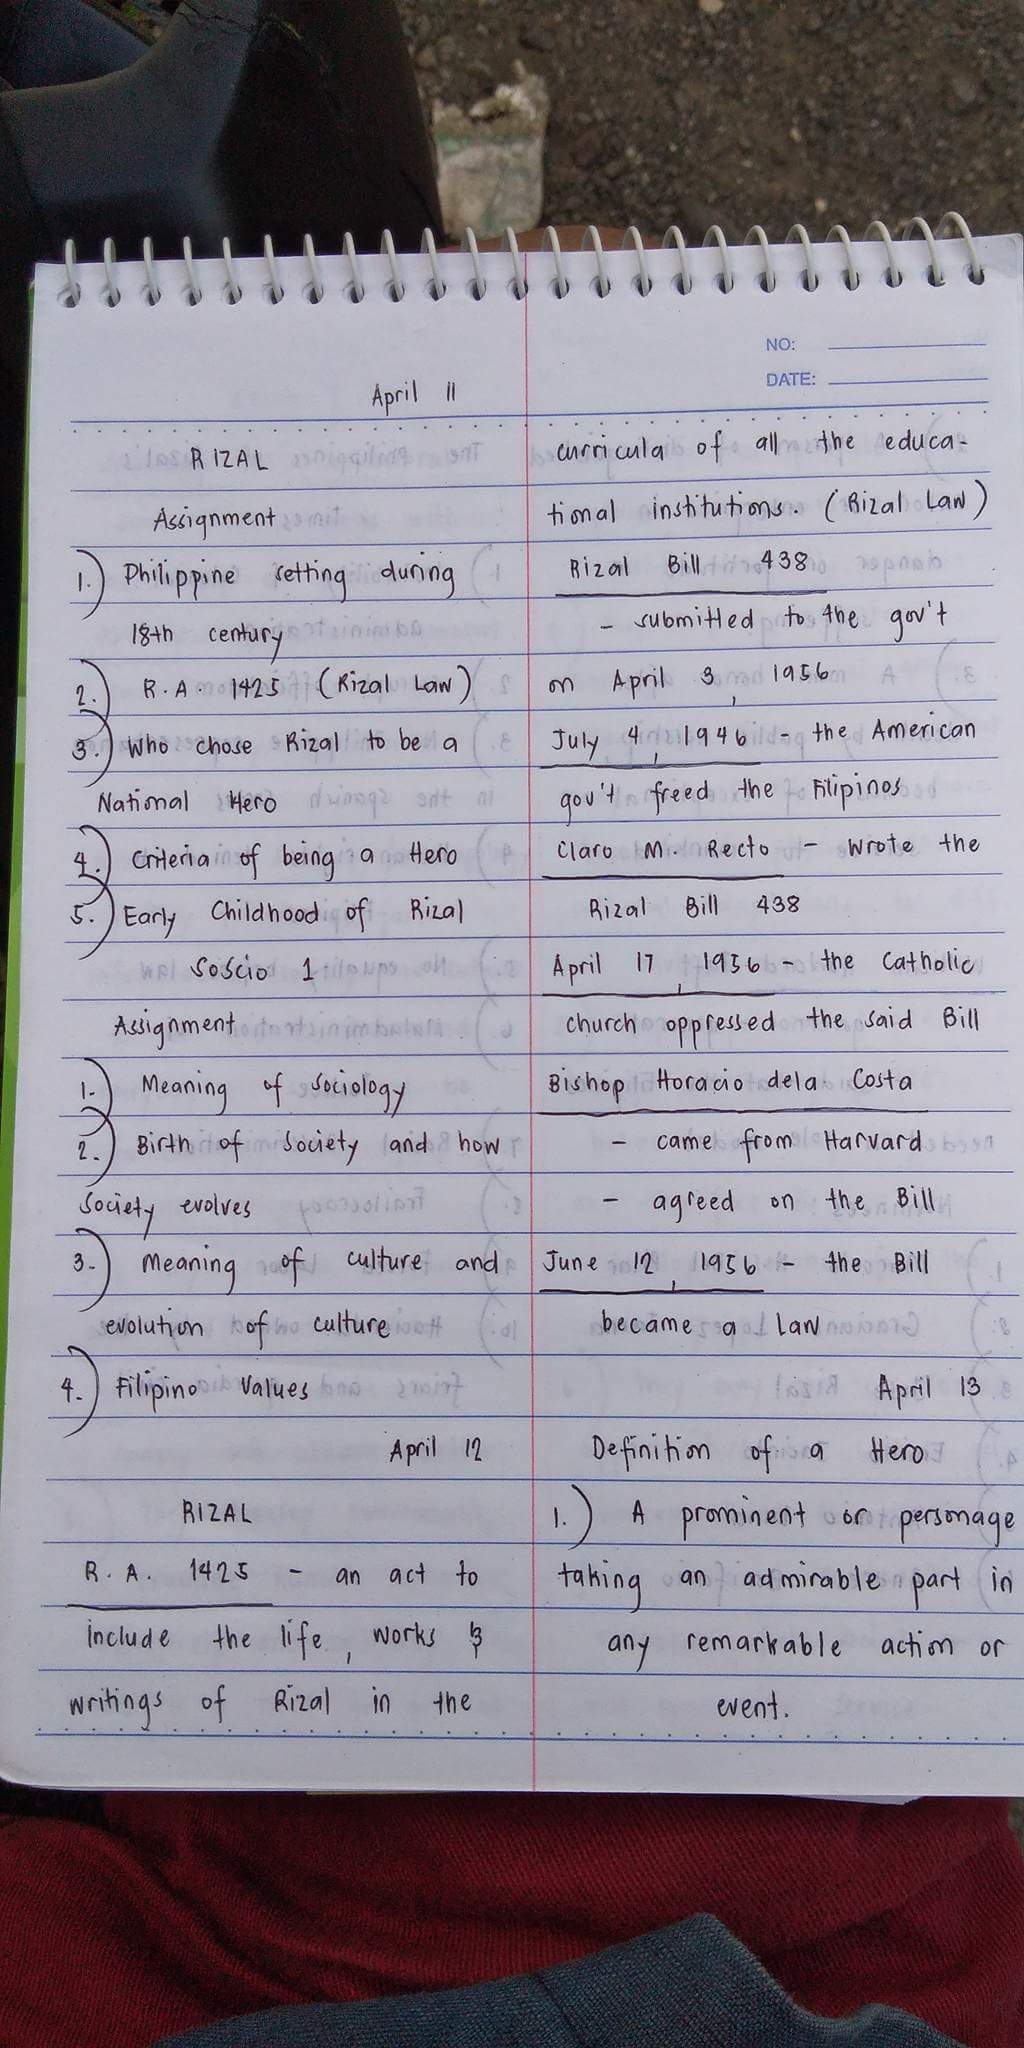 NO:
DATE:
April 11
RIZAL
Assignment
1.) Philippine setting during
18th century
2.) R.A. 1425 (Rizal Law)
3.) Who chose Rizal to be a
National Hero
4.) Criteria of being a Hero
5.) Early Childhood of Rizal
Soscio 1
Assignment
1.) Meaning of Sociology
2.) Birth of Society and how
Society evolves
3.) Meaning of culture and
evolution of culture
4.) Filipino Values
April 12
RIZAL
R.A. 1425 - an act to
include the life, works &
writings of Rizal in the
curricula of all the educa-
tional institutions. (Rizal Law)
Rizal Bill 438
- submitted to the gov't
on April 3, 1956
July 4, 1946 - the American
gov't freed the Filipinos
Claro M. Recto - wrote the
Rizal Bill 438
April 17, 1956 - the Catholic
church oppressed the said Bill
Bishop Horacio dela Costa
- came from Harvard
- agreed on the Bill
June 12, 1956 - the Bill
became a Law
April 13
Definition of a Hero
1.) A prominent or personage
taking an admirable part in
any remarkable action or
event.